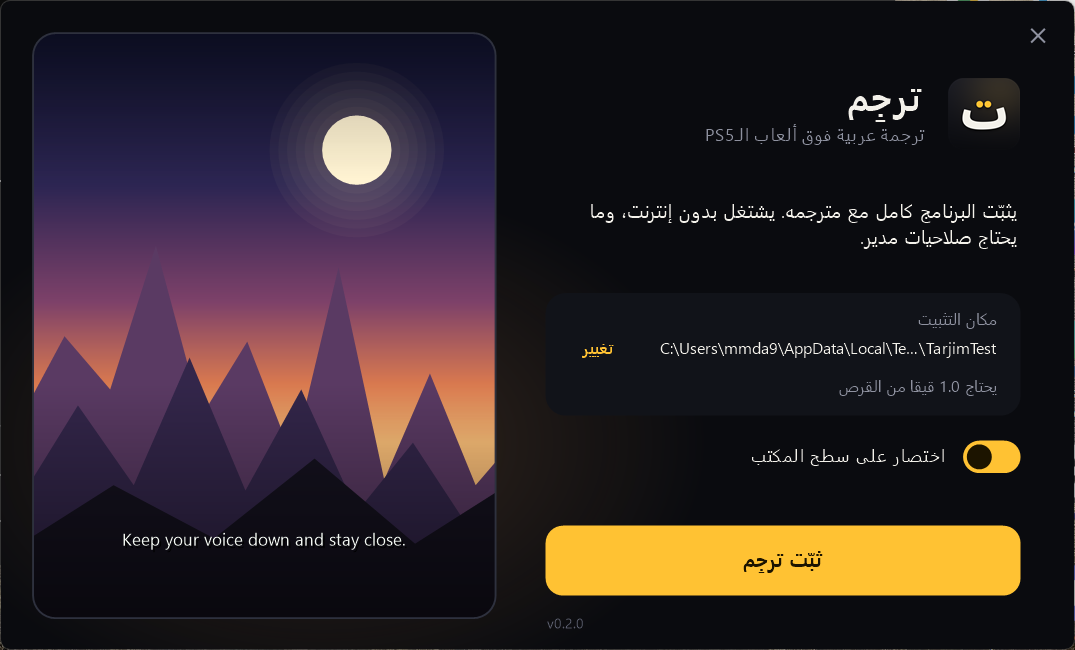 ت
ترجِم
ترجمة عربية فوق ألعاب الـPS5
يثبّت البرنامج كامل مع مترجمه. يشتغل بدون إنترنت، وما
يحتاج صلاحيات مدير.
مكان التثبيت
C:\Users\mmda9\AppData\Local\Te...\TarjimTest
تغيير
يحتاج 1.0 قيقا من القرص
اختصار على سطح المكتب
ثبّت ترجِم
v0.2.0
Keep your voice down and stay close.